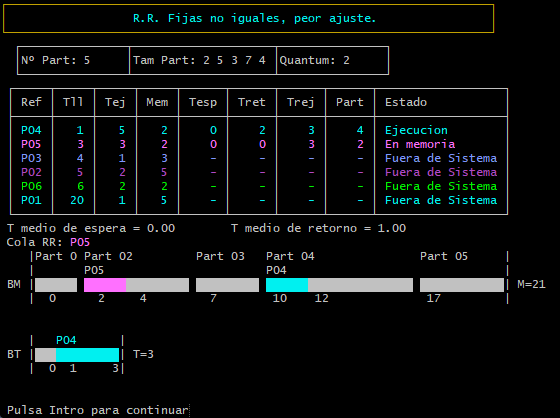 R.R. Fijas no iguales, peor ajuste.
Nº Part: 5 Tam Part: 2 5 3 7 4 Quantum: 2
Ref Tll Tej Mem Tesp Tret Trej Part Estado
P04 1 5 2 0 2 3 4 Ejecucion
P05 3 3 2 0 0 3 2 En memoria
P03 4 1 3 - - - - Fuera de Sistema
P02 5 2 5 - - - - Fuera de Sistema
P06 6 2 2 - - - - Fuera de Sistema
P01 20 1 5 - - - - Fuera de Sistema
T medio de espera = 0.00 T medio de retorno = 1.00
Cola RR: P05
|Part 0 Part 02 Part 03 Part 04 Part 05 |
| P05 P04 |
BM | | M=21
| 0 2 4 7 10 12 17 |
| P04 |
BT | | T=3
| 0 1 3|
Pulsa Intro para continuar